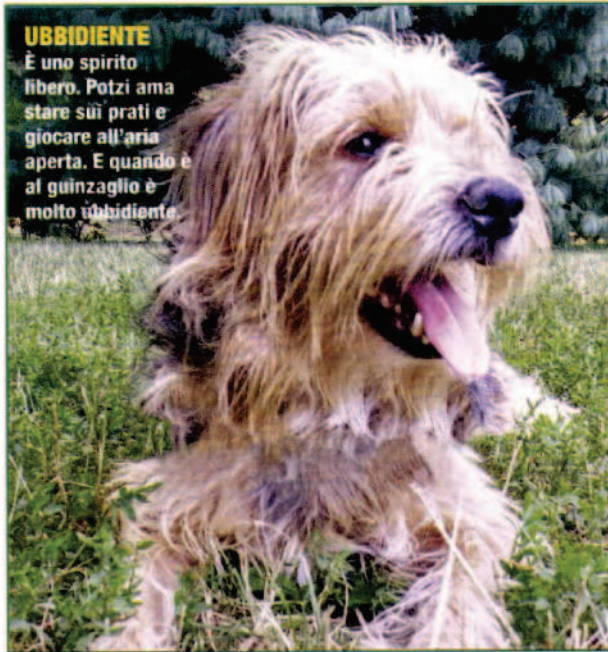 UBBIDIENTE
È uno spirito
libero. Potzi ama
stare sui prati e
giocare all'aria
aperta. E quando è
al guinzaglio è
molto ubbidiente.